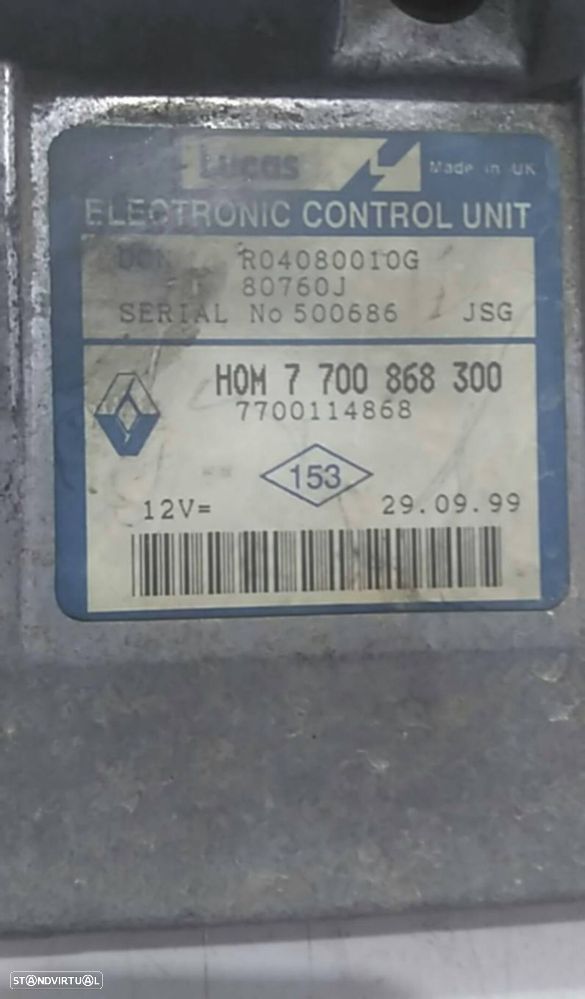 Lucas Made in UK
ELECTRONIC CONTROL UNIT
R04080010G
80760J
SERIAL No 500686 JSG
HOM 7 700 868 300
7700114868
153
12V= 29.09.99
STANDVIRTUAL